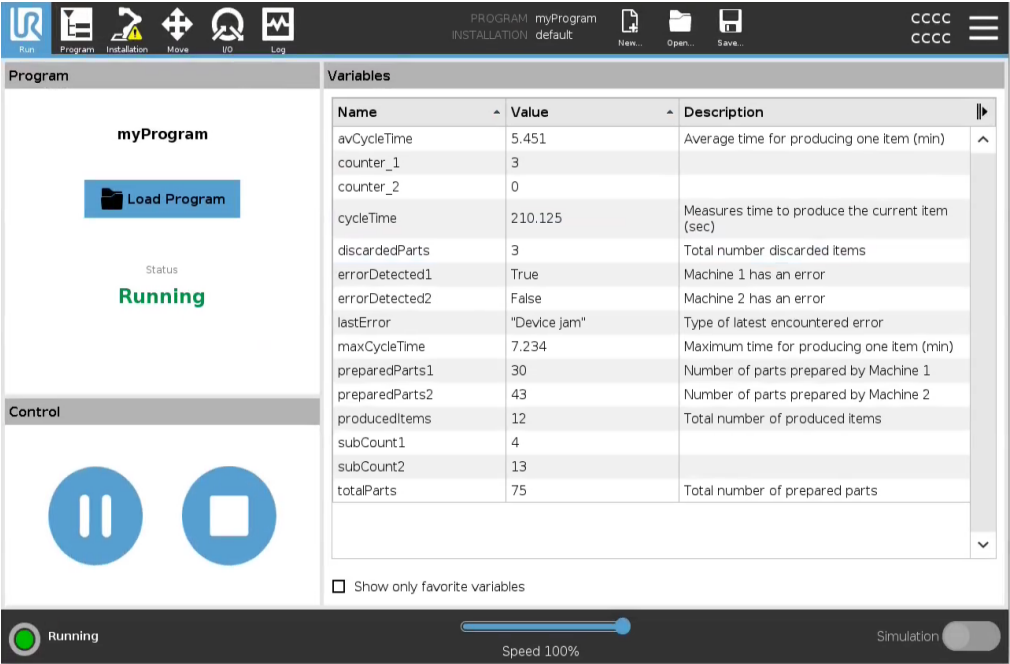 UR
Run
Program
Installation
Move
I/O
Log
PROGRAM myProgram
INSTALLATION default
New...
Open...
Save...
CCCC
CCCC
Program
myProgram
Load Program
Status
Running
Control
Variables
Name Value Description
avCycleTime 5.451 Average time for producing one item (min)
counter_1 3
counter_2 0
cycleTime 210.125 Measures time to produce the current item
(sec)
discardedParts 3 Total number discarded items
errorDetected1 True Machine 1 has an error
errorDetected2 False Machine 2 has an error
lastError "Device jam" Type of latest encountered error
maxCycleTime 7.234 Maximum time for producing one item (min)
preparedParts1 30 Number of parts prepared by Machine 1
preparedParts2 43 Number of parts prepared by Machine 2
producedItems 12 Total number of produced items
subCount1 4
subCount2 13
totalParts 75 Total number of prepared parts
Show only favorite variables
Running
Speed 100%
Simulation